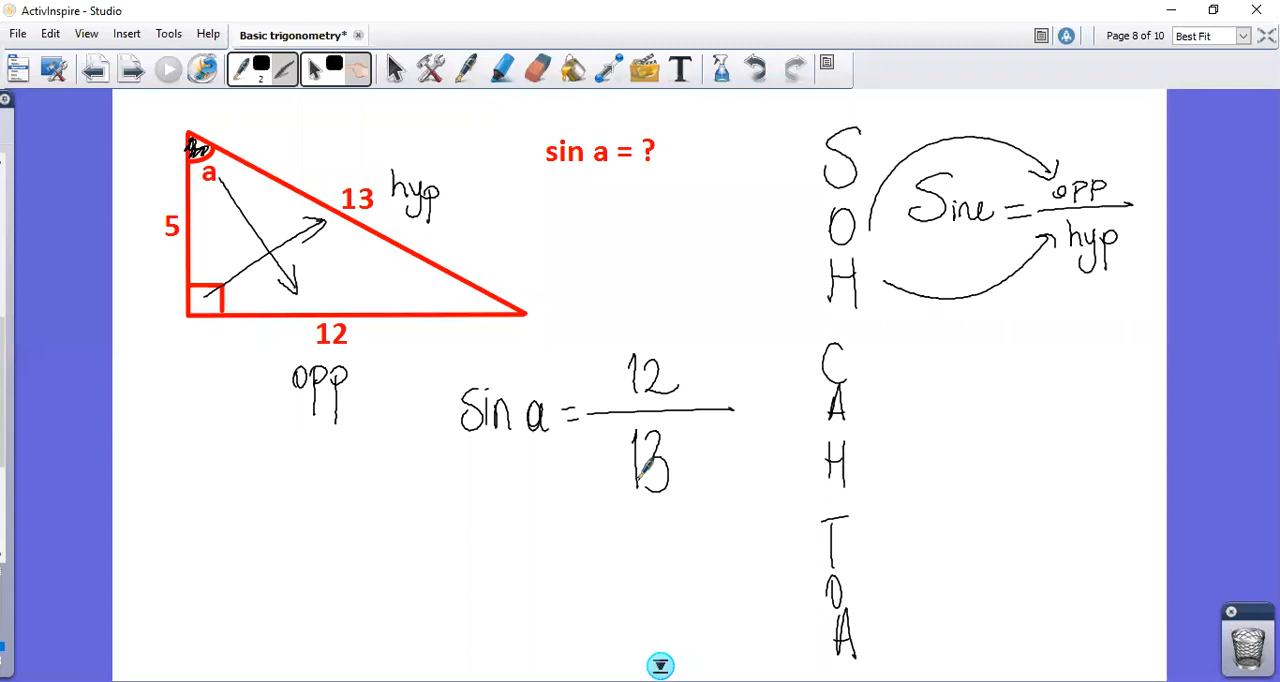 ActivInspire - Studio
File Edit View Insert Tools Help Basic trigonometry* Page 8 of 10 Best Fit
2
sin a = ?
a
5
13
hyp
12
opp
sin a = 12
13
S
O
H
Sine = opp
hyp
C
A
H
T
O
A